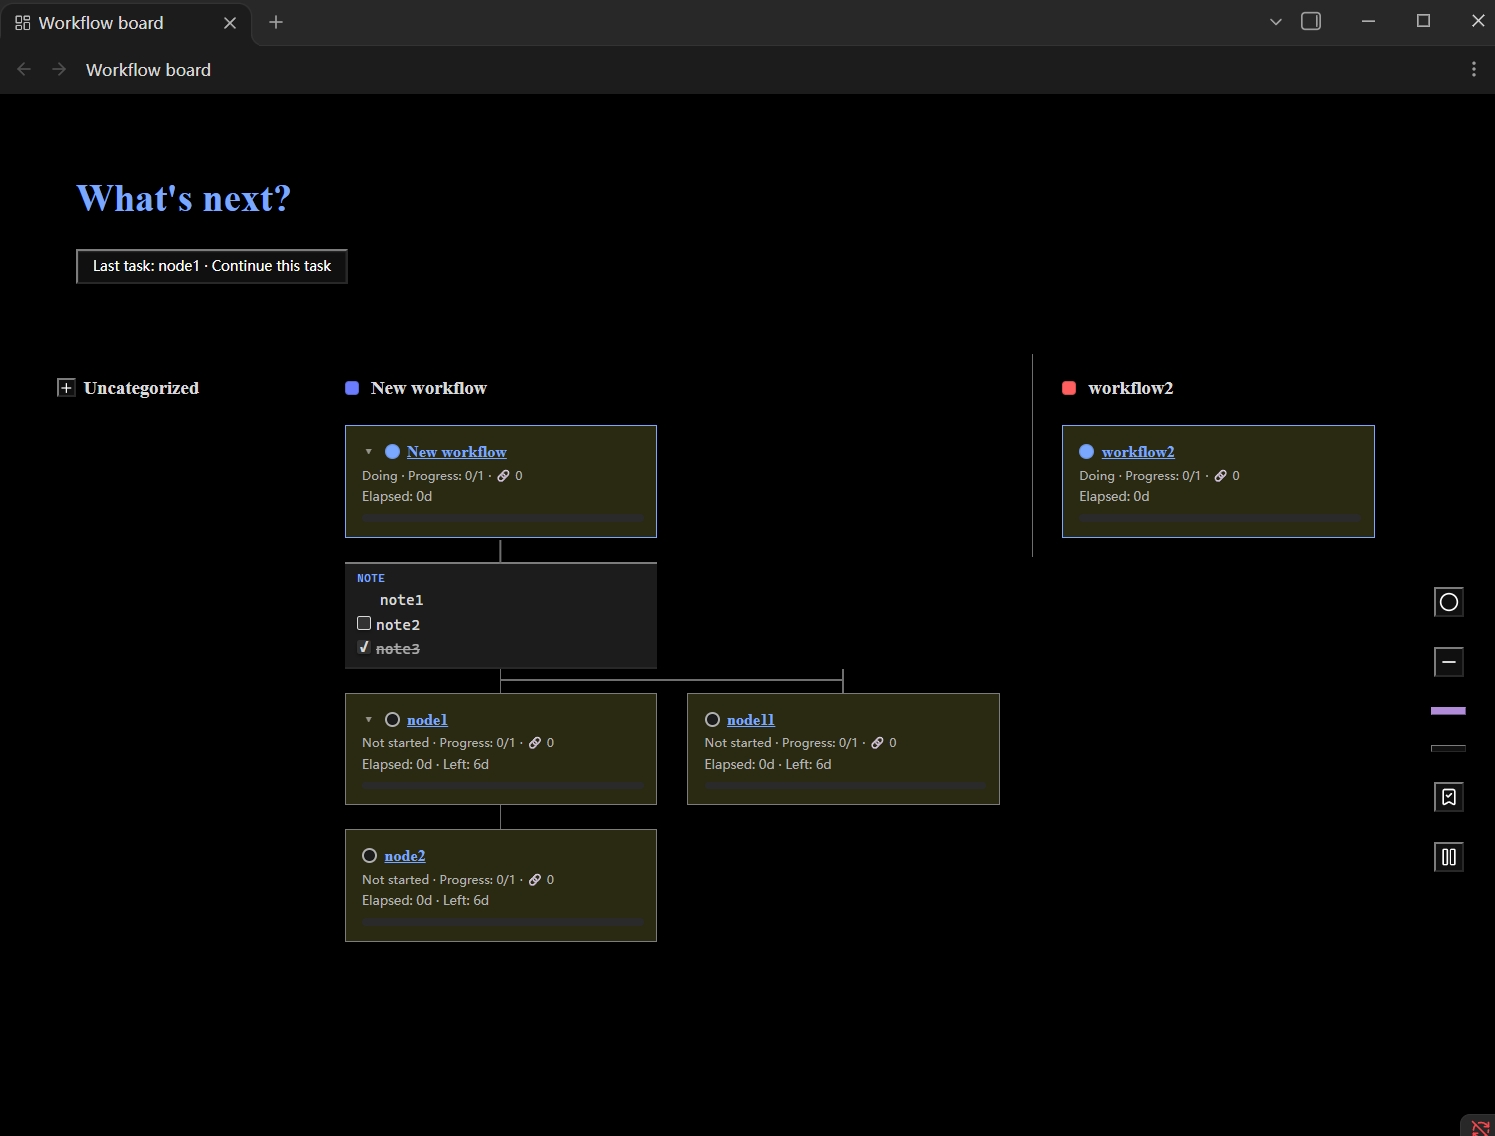 Workflow board
Workflow board
What's next?
Last task: node1 · Continue this task
Uncategorized
New workflow
workflow2
New workflow
Doing · Progress: 0/1 · 🔗 0
Elapsed: 0d
workflow2
Doing · Progress: 0/1 · 🔗 0
Elapsed: 0d
NOTE
note1
note2
note3
node1
Not started · Progress: 0/1 · 🔗 0
Elapsed: 0d · Left: 6d
node11
Not started · Progress: 0/1 · 🔗 0
Elapsed: 0d · Left: 6d
node2
Not started · Progress: 0/1 · 🔗 0
Elapsed: 0d · Left: 6d